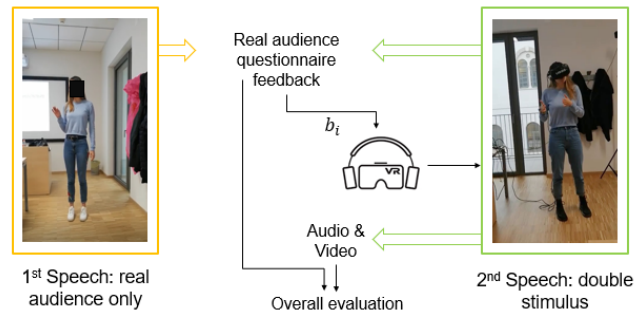 Real audience
questionnaire
feedback
b_i
VR
Audio &
Video
Overall evaluation
1st Speech: real
audience only
2nd Speech: double
stimulus